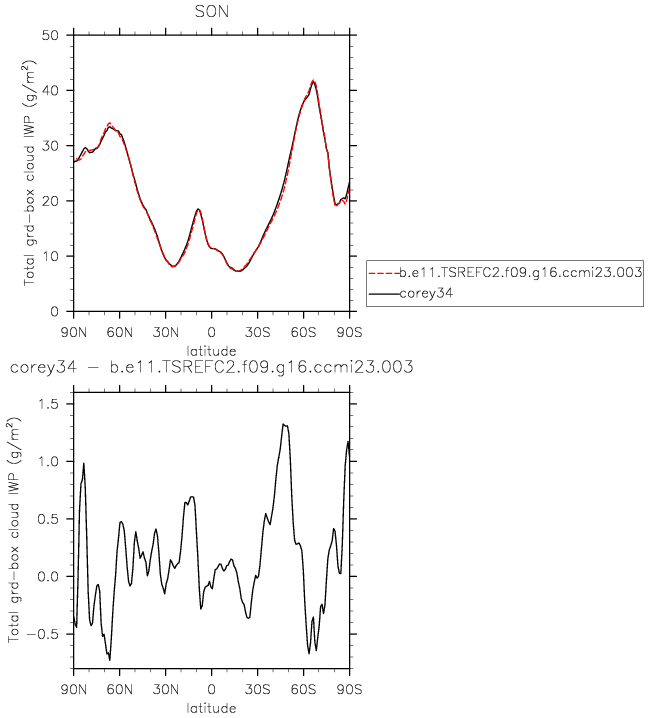 SON
Total grd-box cloud IWP (g/m²)
50
40
30
20
10
0
90N 60N 30N 0 30S 60S 90S
latitude
b.e11.TSREFC2.f09.g16.ccmi23.003
corey34
corey34 - b.e11.TSREFC2.f09.g16.ccmi23.003
Total grd-box cloud IWP (g/m²)
1.5
1.0
0.5
0.0
-0.5
90N 60N 30N 0 30S 60S 90S
latitude